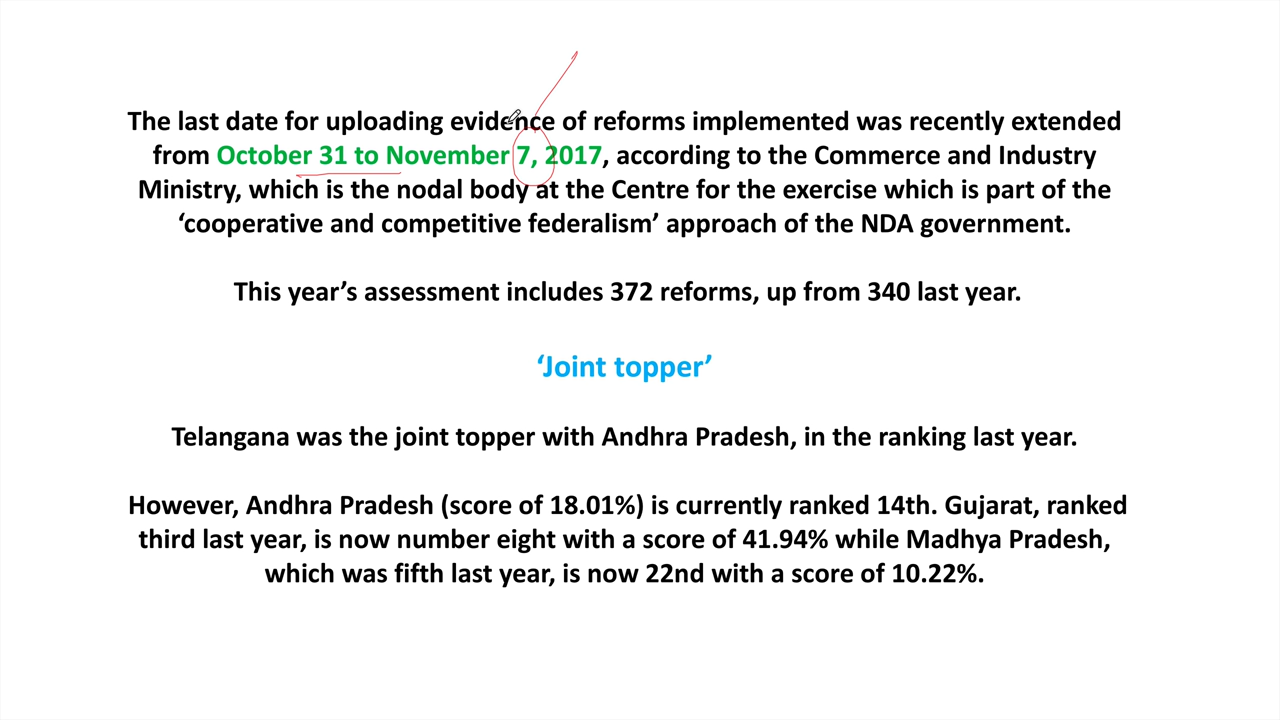 The last date for uploading evidence of reforms implemented was recently extended
from October 31 to November 7, 2017, according to the Commerce and Industry
Ministry, which is the nodal body at the Centre for the exercise which is part of the
‘cooperative and competitive federalism’ approach of the NDA government.
This year’s assessment includes 372 reforms, up from 340 last year.
‘Joint topper’
Telangana was the joint topper with Andhra Pradesh, in the ranking last year.
However, Andhra Pradesh (score of 18.01%) is currently ranked 14th. Gujarat, ranked
third last year, is now number eight with a score of 41.94% while Madhya Pradesh,
which was fifth last year, is now 22nd with a score of 10.22%.